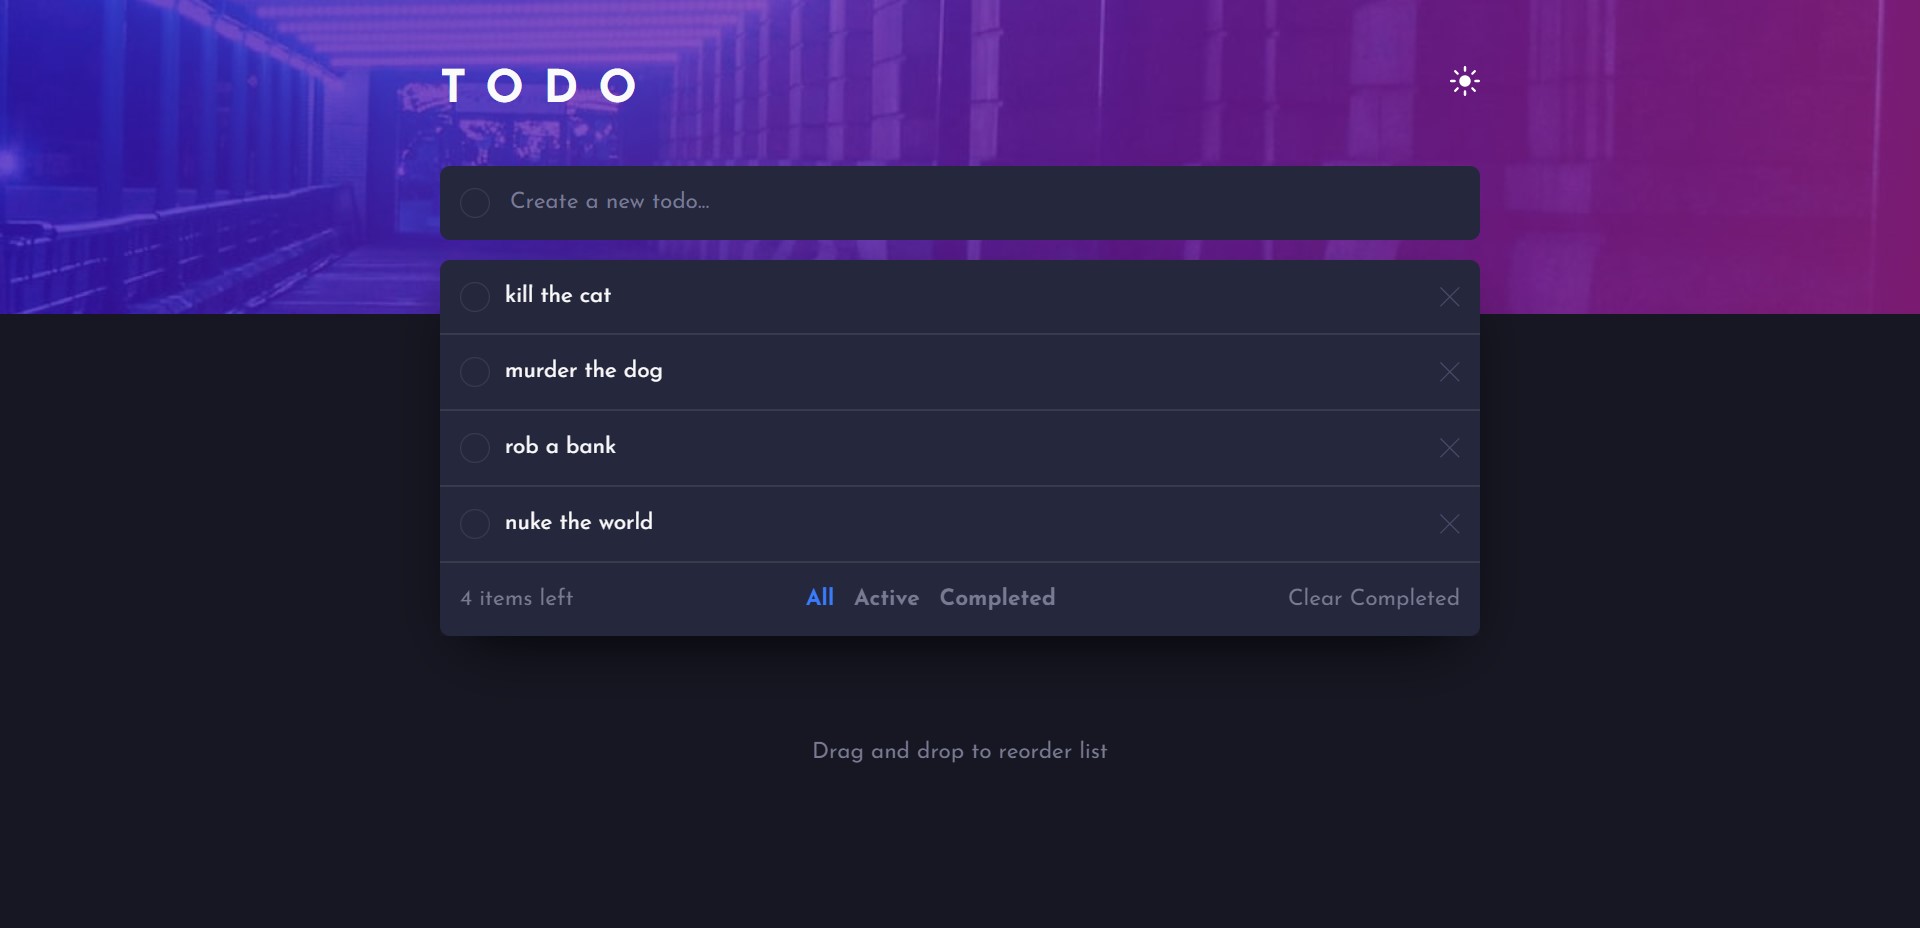 TODO
Create a new todo...
kill the cat
murder the dog
rob a bank
nuke the world
4 items left All Active Completed Clear Completed
Drag and drop to reorder list